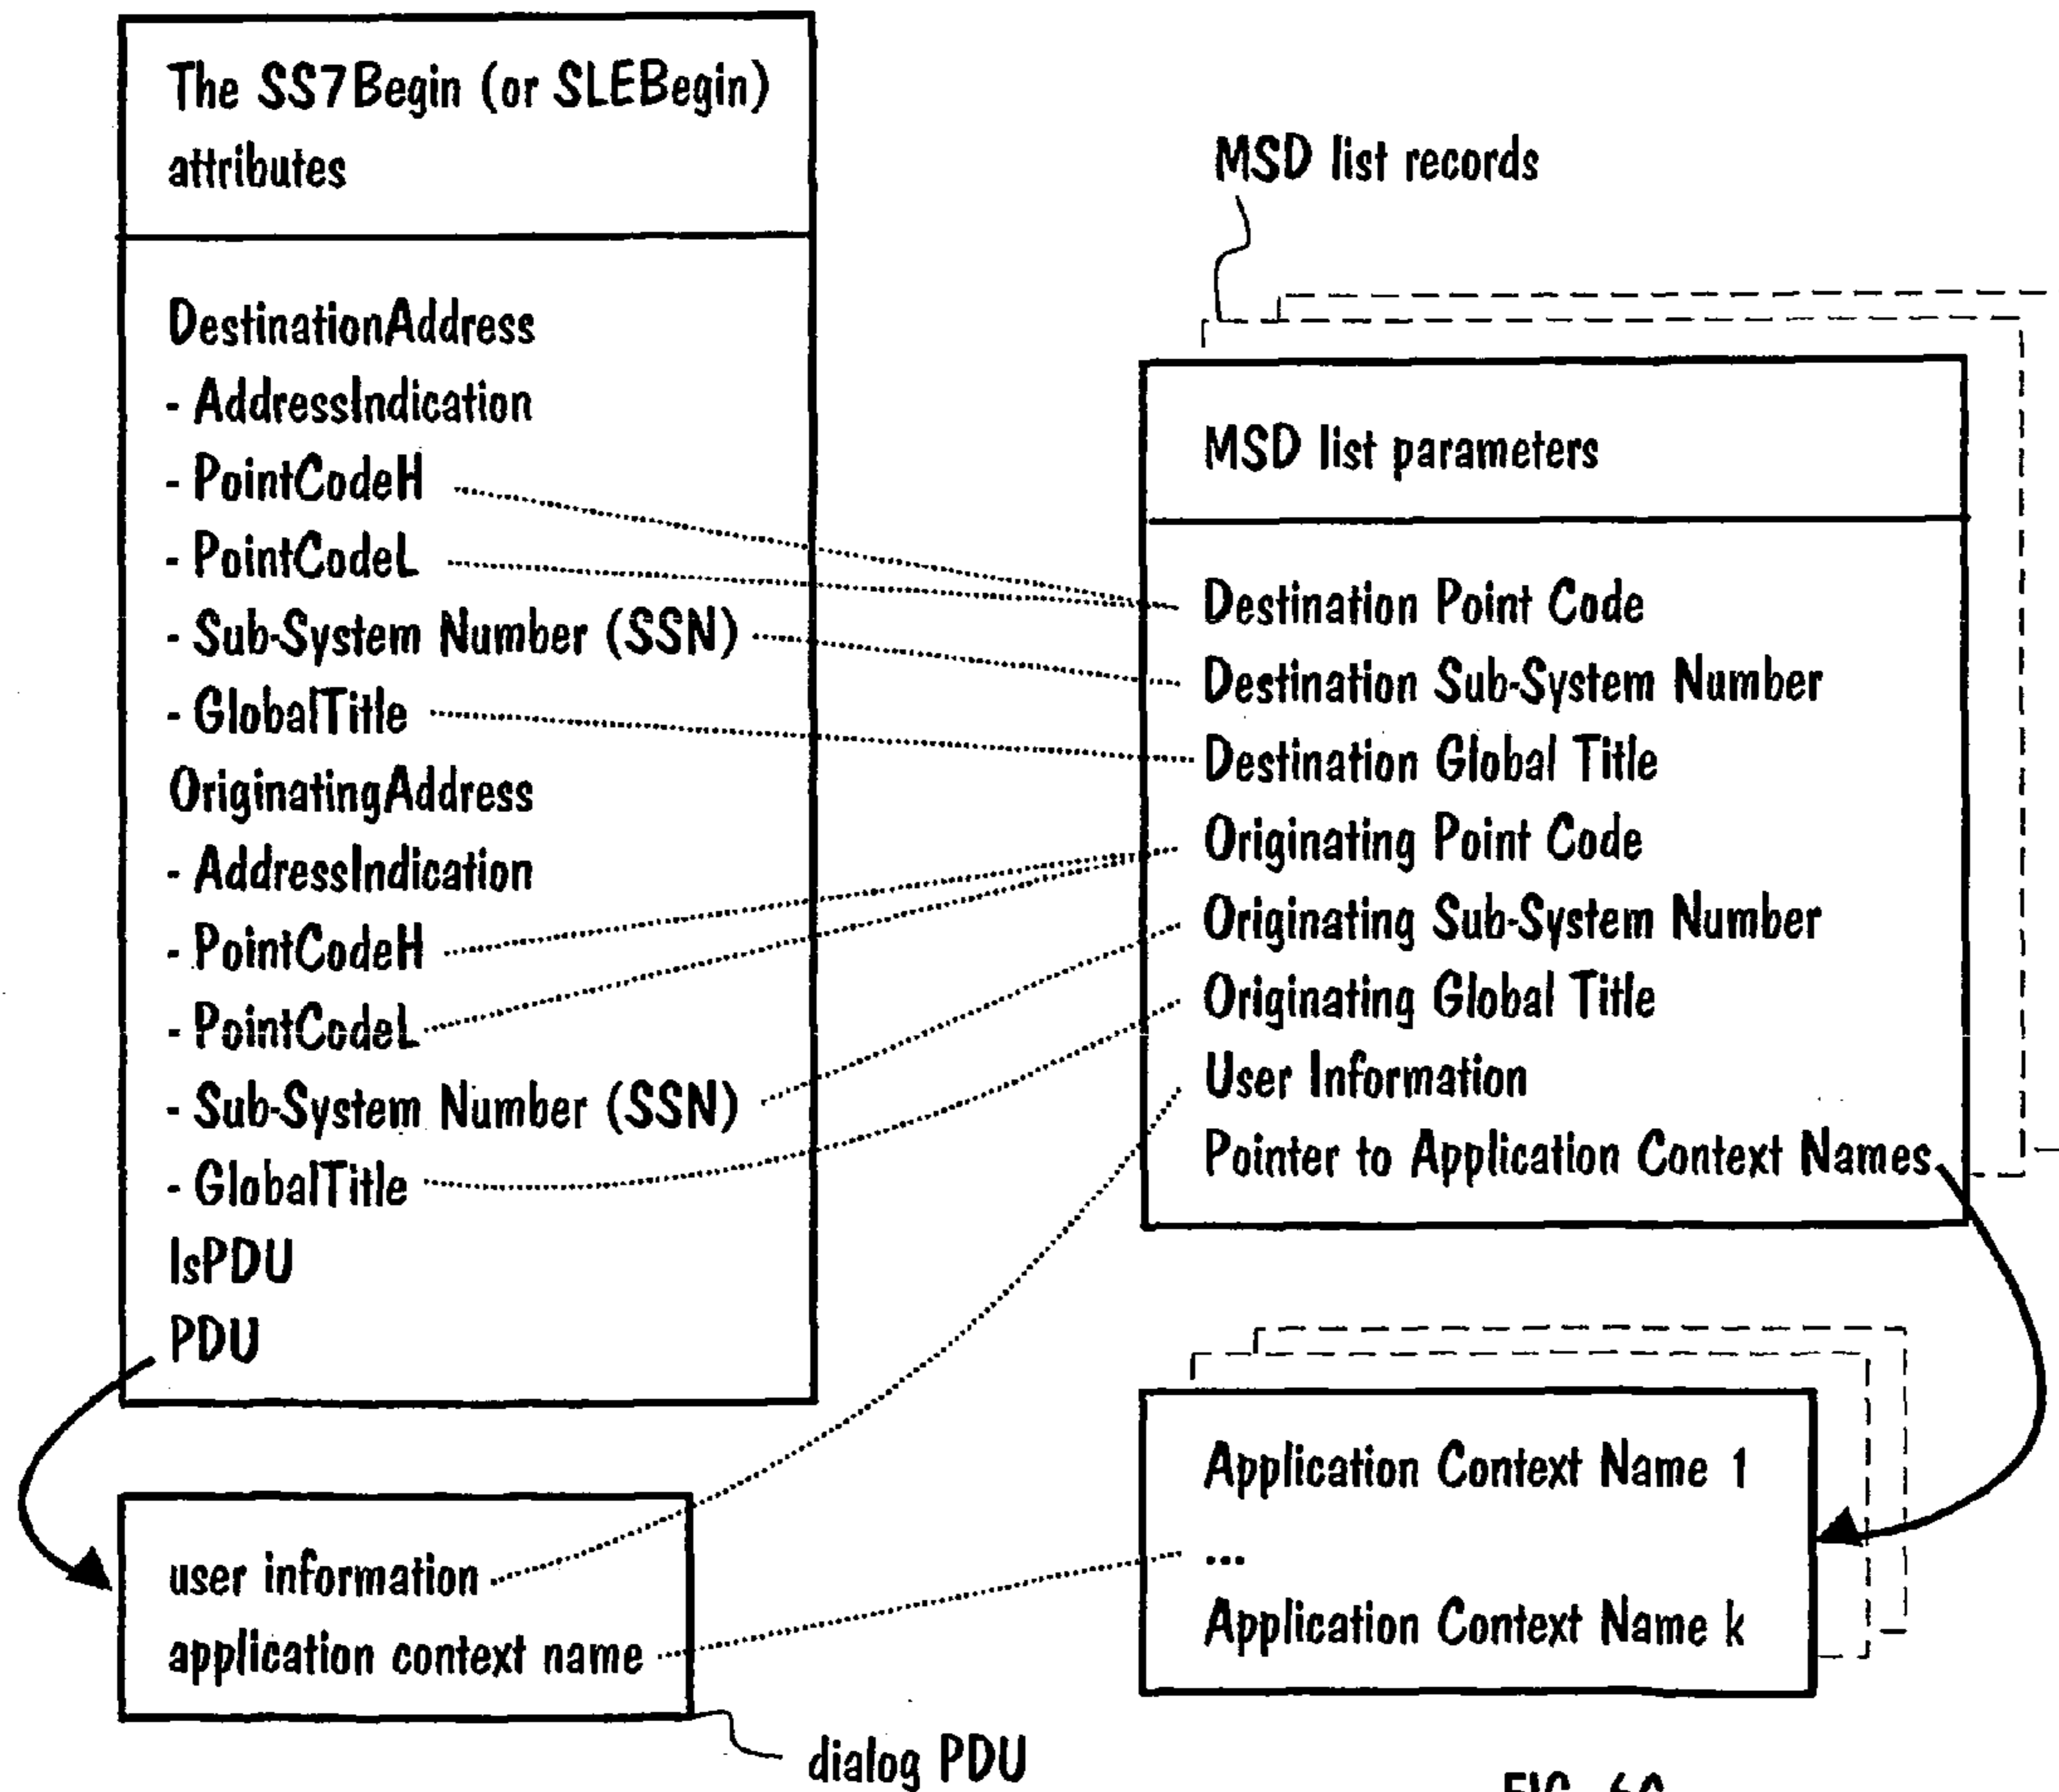 The SS7Begin (or SLEBegin)
attributes
DestinationAddress
- AddressIndication
- PointCodeH
- PointCodeL
- Sub-System Number (SSN)
- GlobalTitle
OriginatingAddress
- AddressIndication
- PointCodeH
- PointCodeL
- Sub-System Number (SSN)
- GlobalTitle
IsPDU
PDU
user information
application context name
dialog PDU
MSD list records
MSD list parameters
Destination Point Code
Destination Sub-System Number
Destination Global Title
Originating Point Code
Originating Sub-System Number
Originating Global Title
User Information
Pointer to Application Context Names
Application Context Name 1
...
Application Context Name k